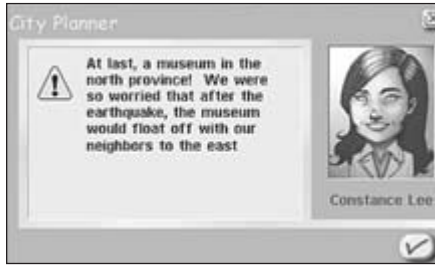 City Planner
At last, a museum in the
north province! We were
so worried that after the
earthquake, the museum
would float off with our
neighbors to the east
Constance Lee